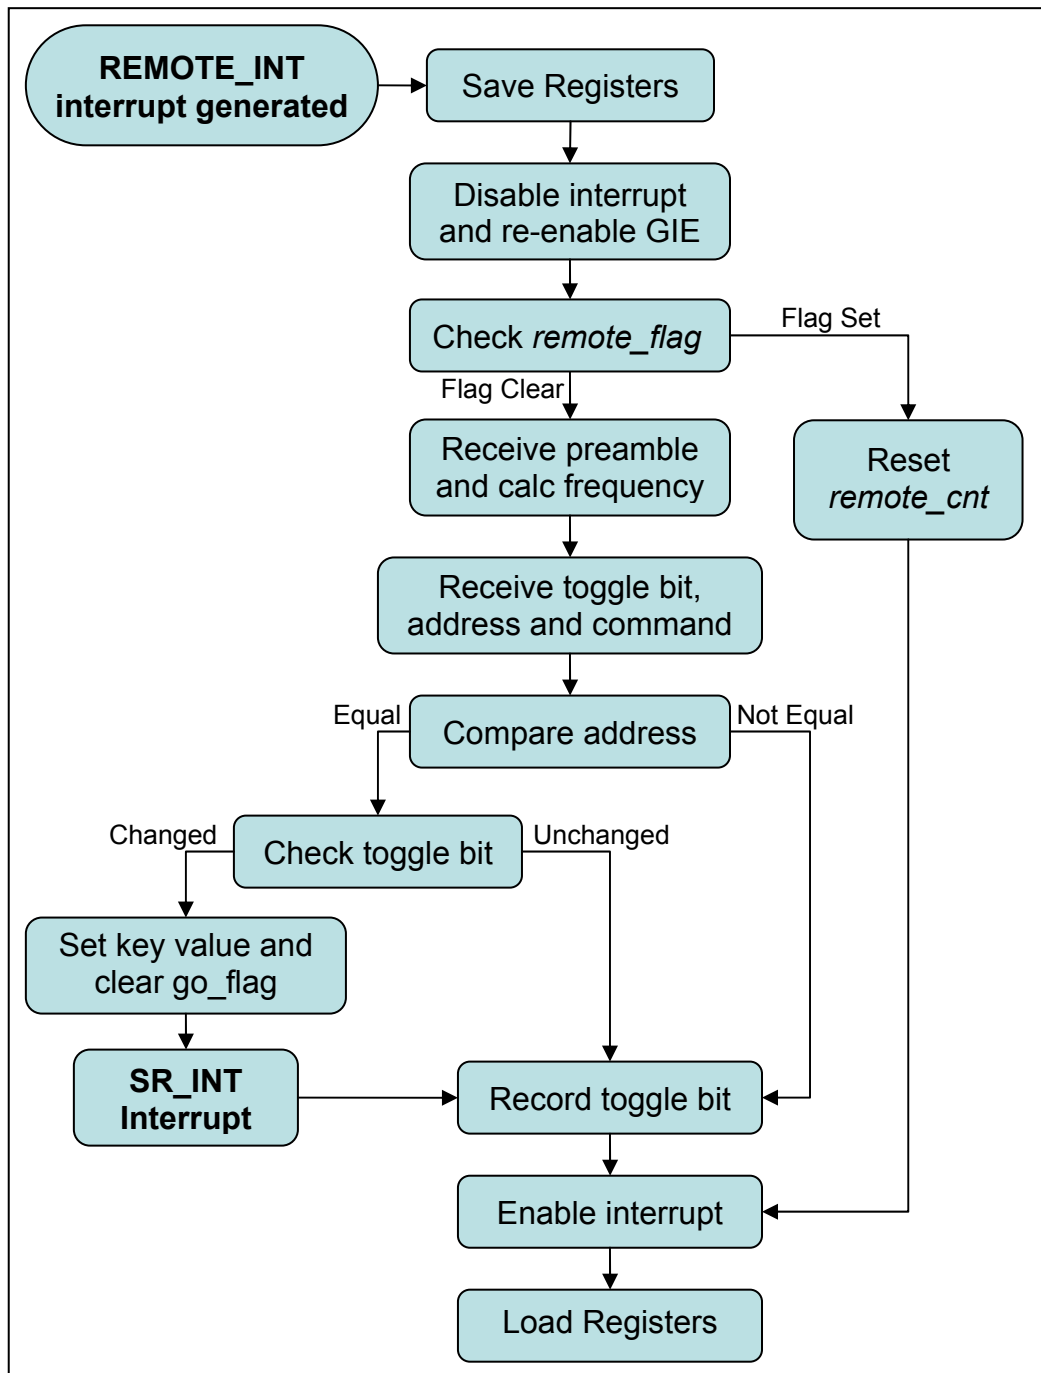 REMOTE_INT
interrupt generated
Save Registers
Disable interrupt
and re-enable GIE
Check remote_flag
Flag Set
Flag Clear
Receive preamble
and calc frequency
Reset
remote_cnt
Receive toggle bit,
address and command
Equal
Compare address
Not Equal
Changed
Check toggle bit
Unchanged
Set key value and
clear go_flag
SR_INT
Interrupt
Record toggle bit
Enable interrupt
Load Registers